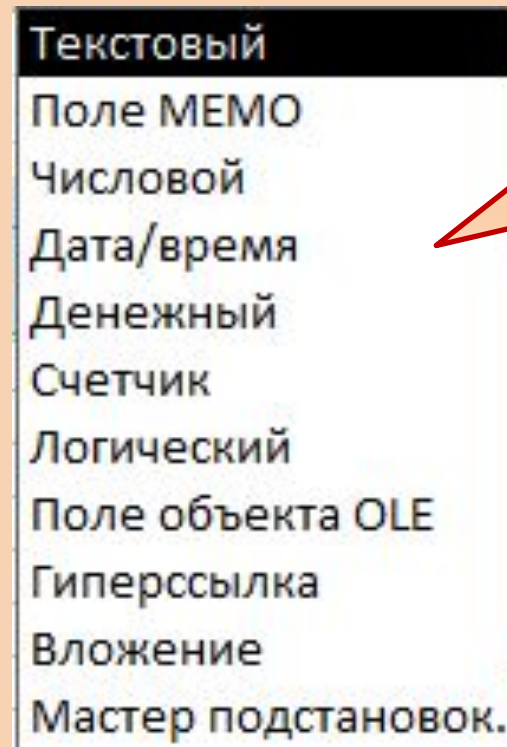 Текстовый
Поле МЕМО
Числовой
Дата/время
Денежный
Счетчик
Логический
Поле объекта OLE
Гиперссылка
Вложение
Мастер подстановок.